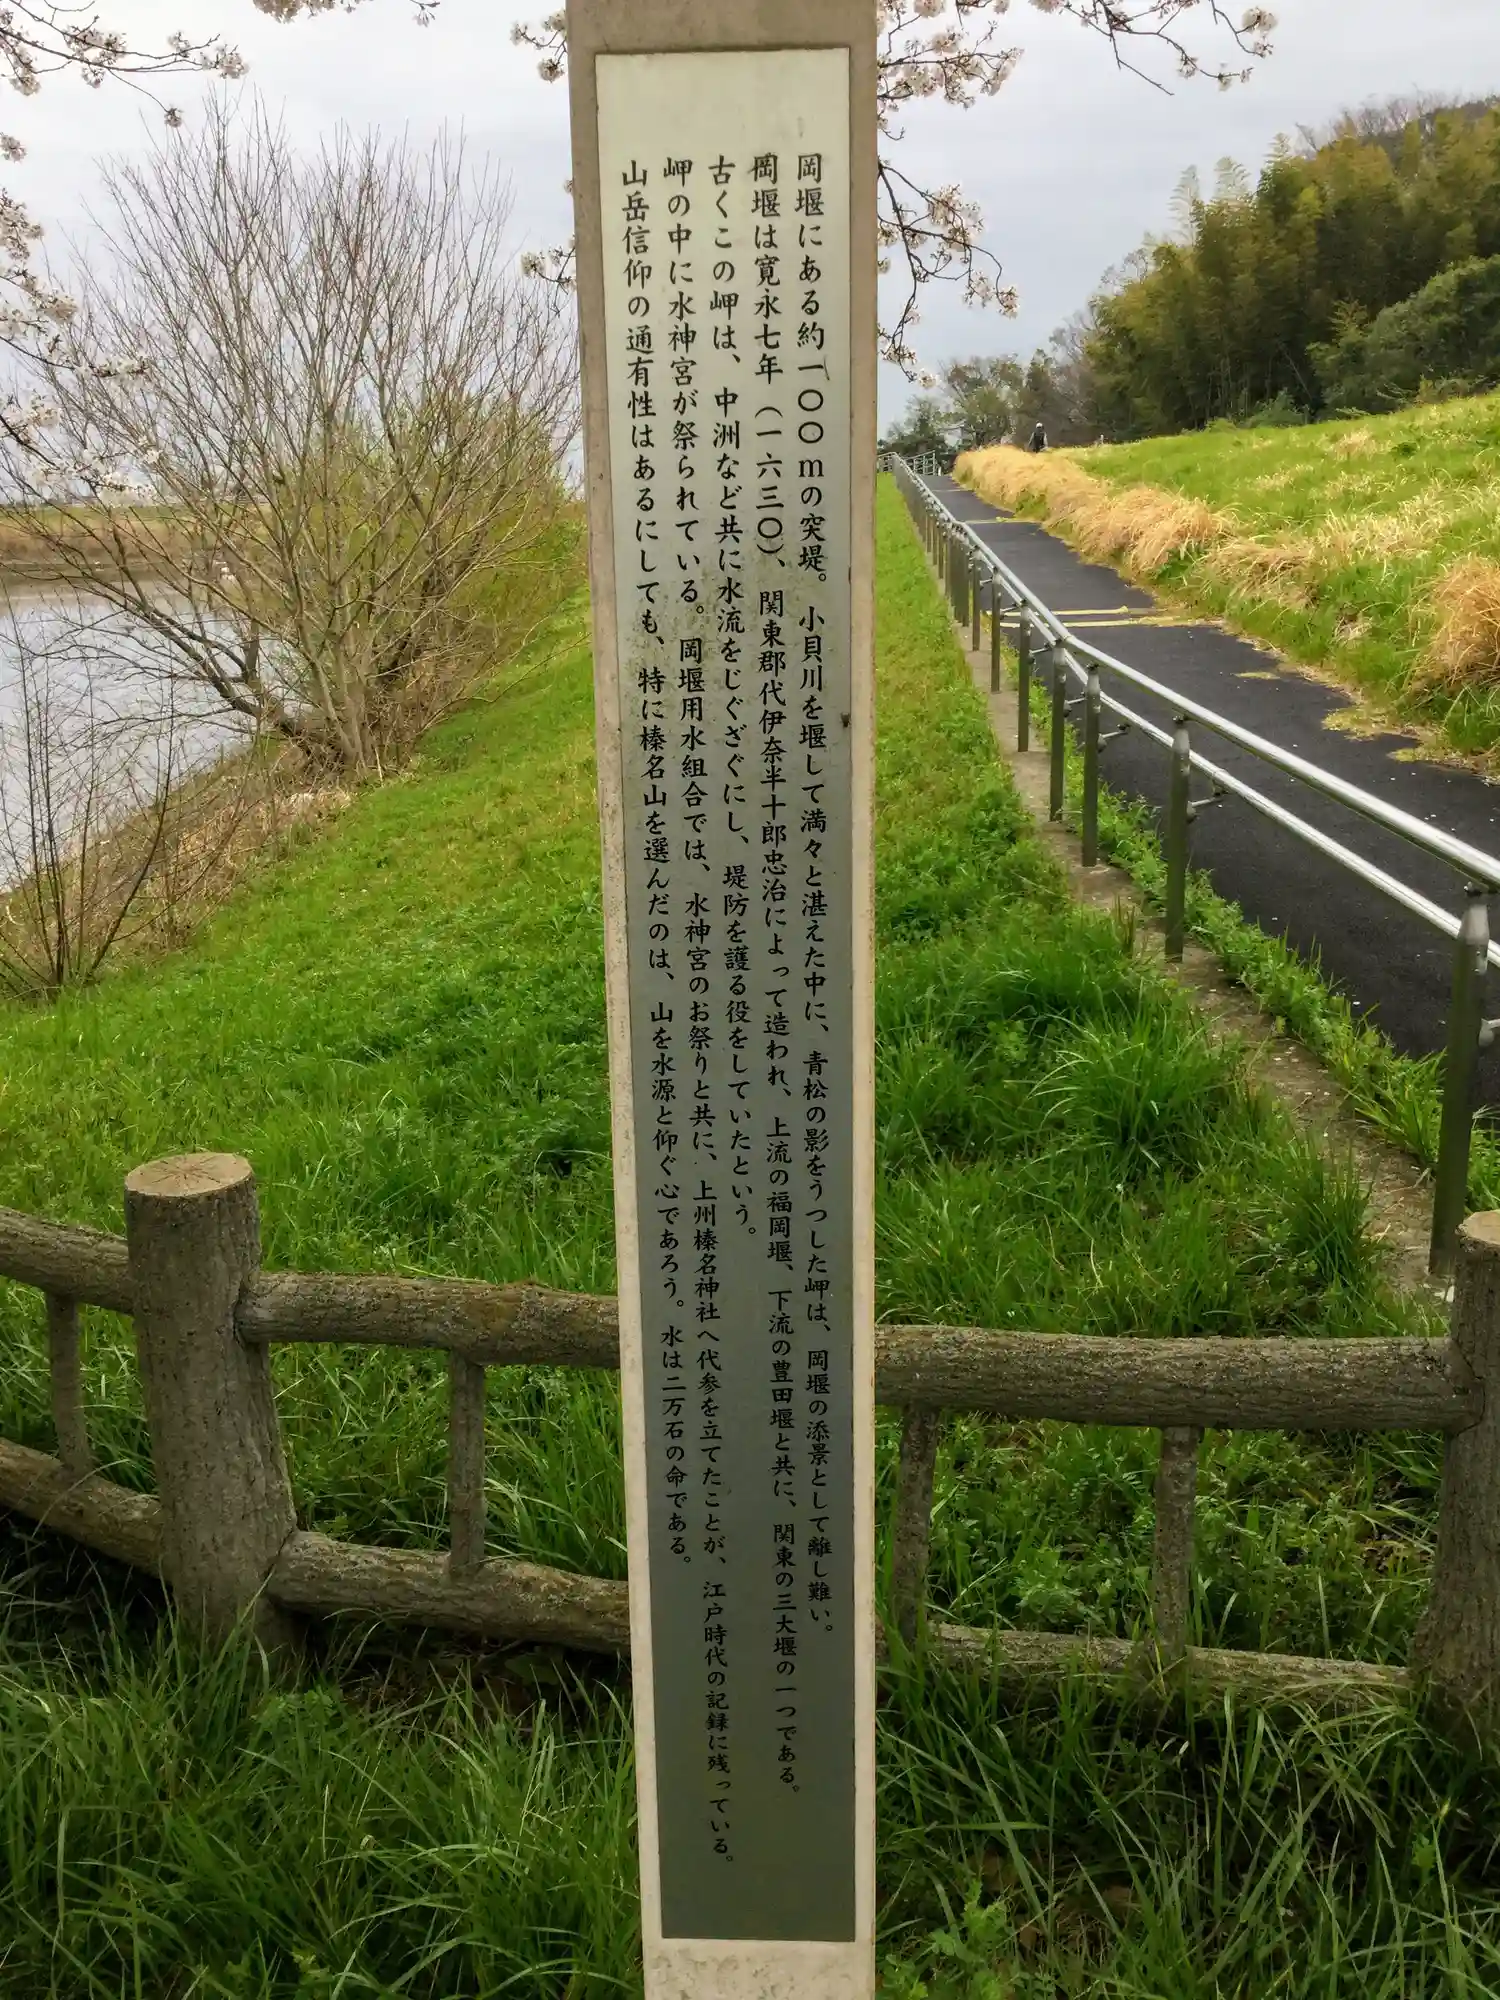 岡堰にある約一〇〇mの突堤。小貝川を堰して満々と湛えた中に、青松の影をうつした岬は、岡堰の添景として離し難い。
岡堰は寛永七年（一六三〇）、関東郡代伊奈半十郎忠治によって造われ、上流の福岡堰、下流の豊田堰と共に、関東の三大堰の一つである。
古くこの岬は、中洲など共に水流をじぐざぐにし、堤防を護る役をしていたという。
岬の中に水神宮が祭られている。岡堰用水組合では、水神宮のお祭りと共に、上州榛名神社へ代参を立てたことが、江戸時代の記録に残っている。
山岳信仰の通有性はあるにしても、特に榛名山を選んだのは、山を水源と仰ぐ心であろう。水は二万石の命である。